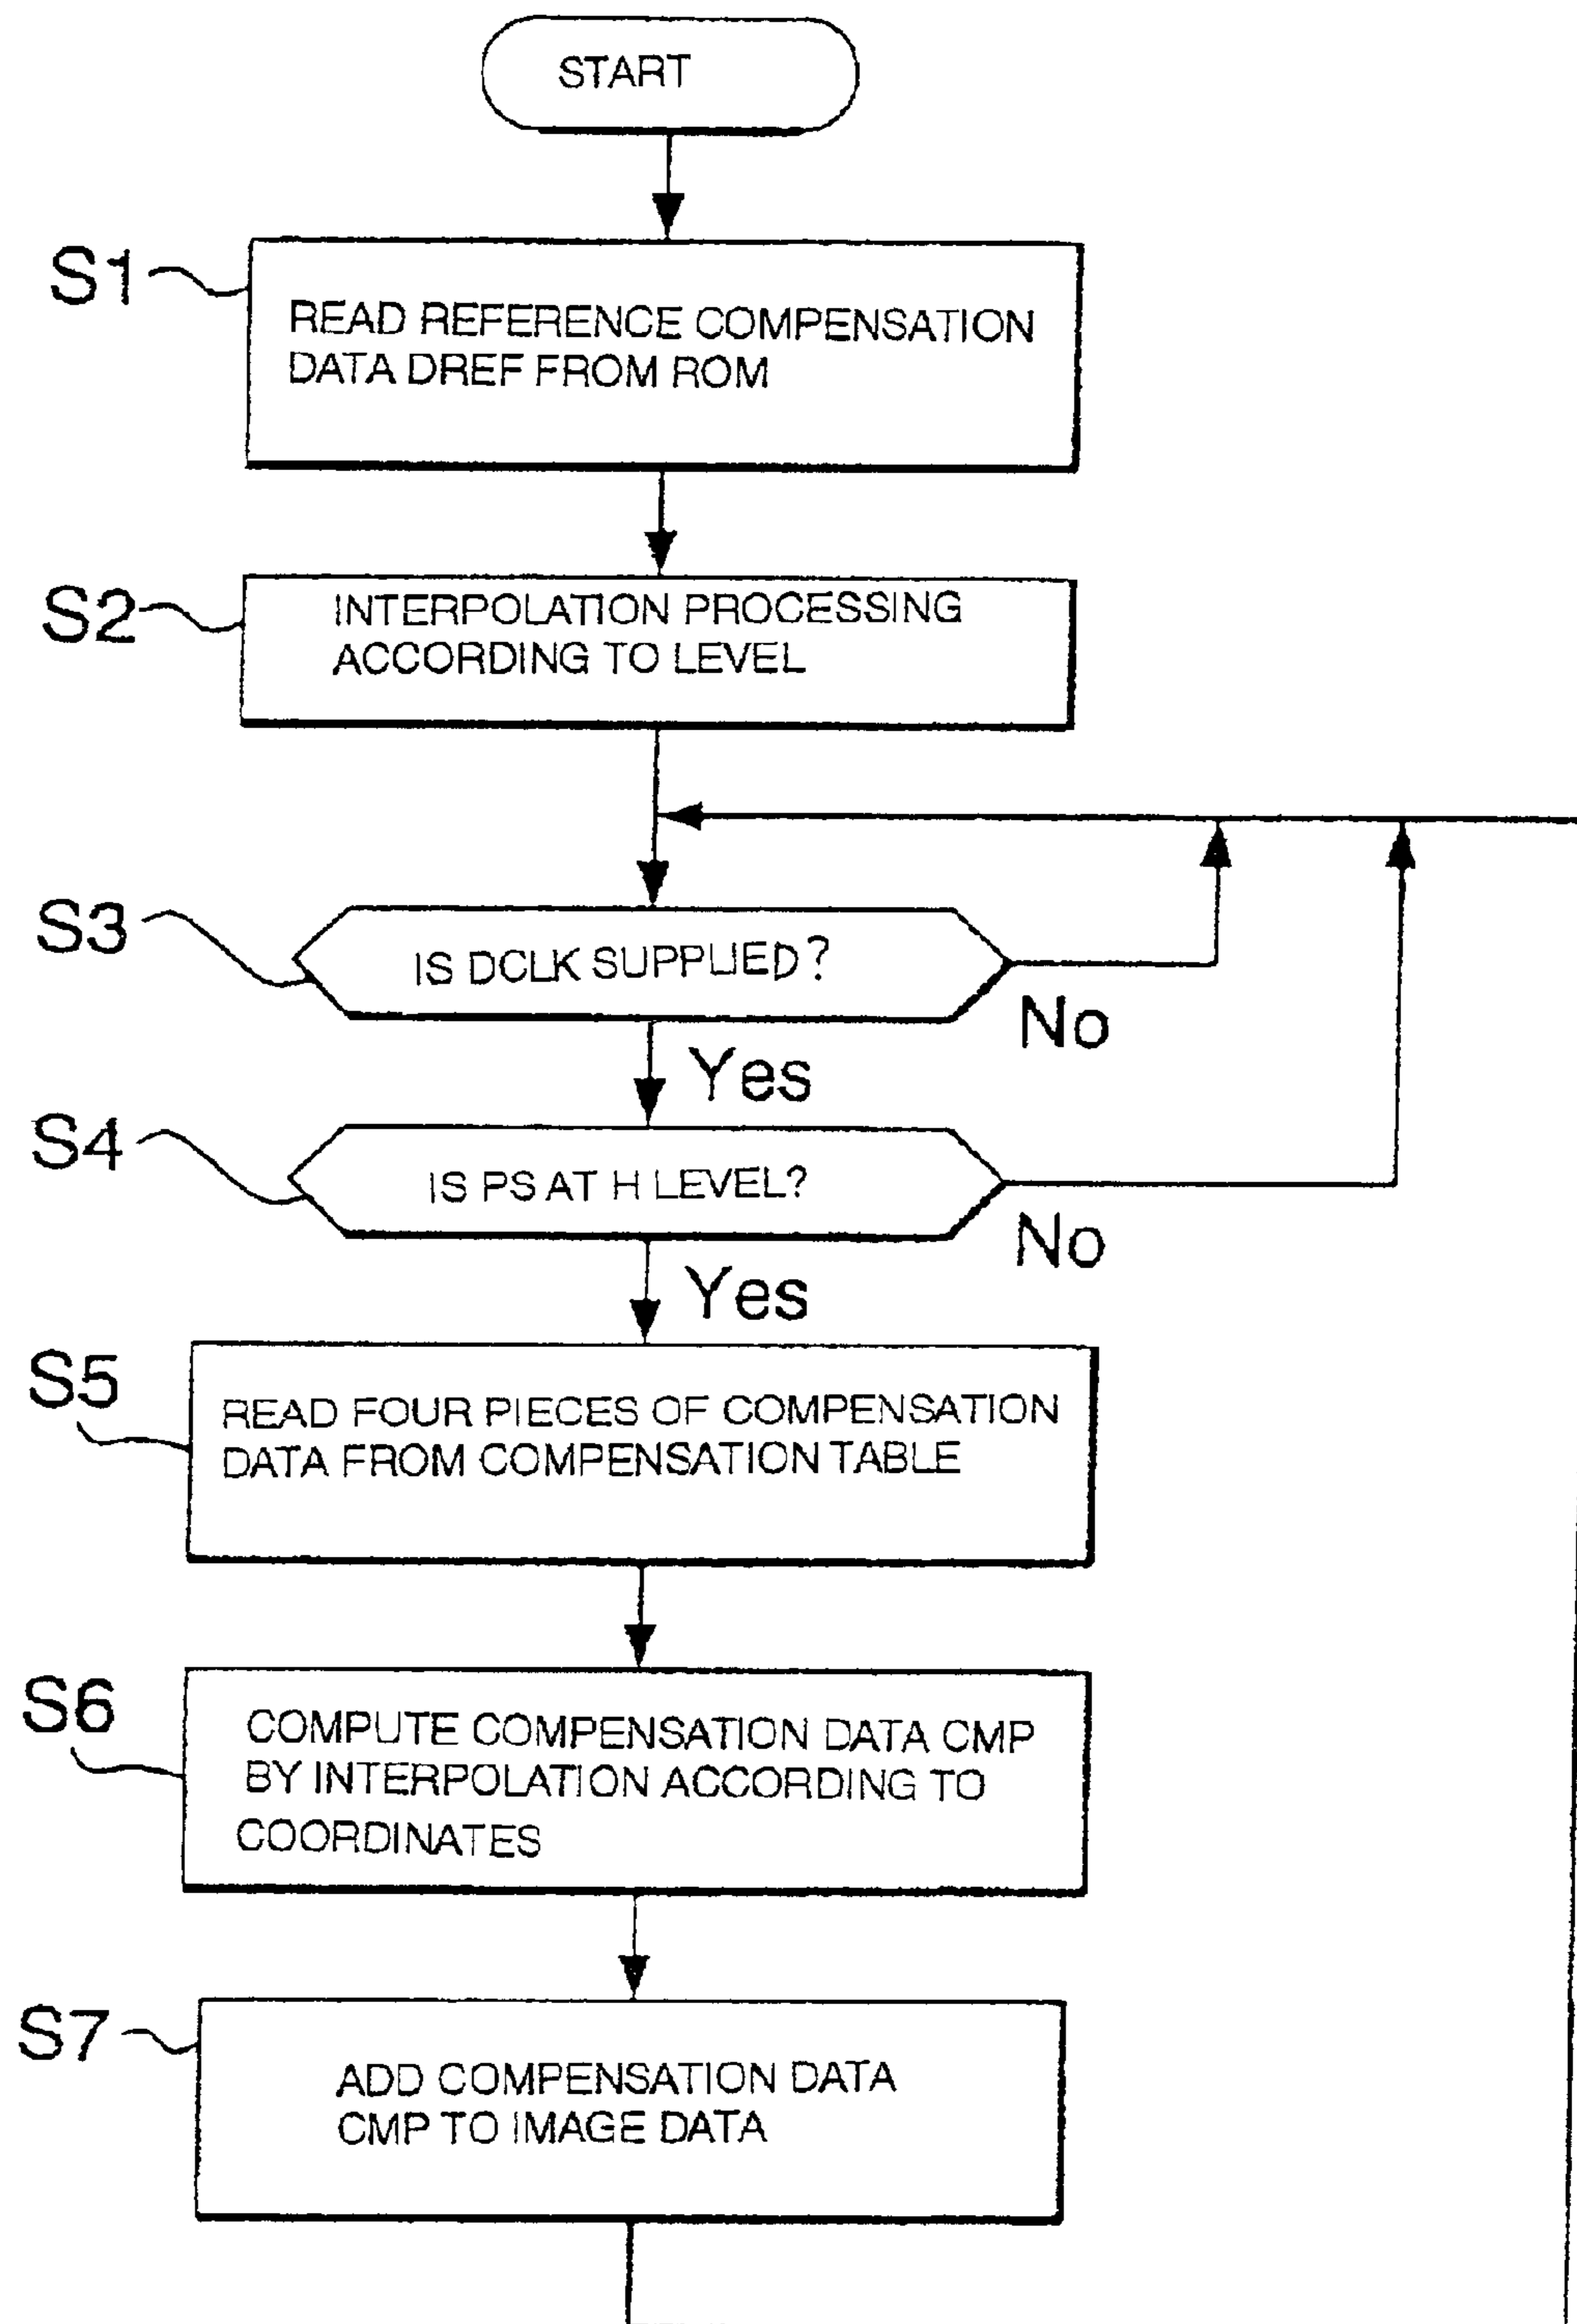 START
S1
READ REFERENCE COMPENSATION
DATA DREF FROM ROM
S2
INTERPOLATION PROCESSING
ACCORDING TO LEVEL
S3
IS DCLK SUPPLIED?
No
Yes
S4
IS PS AT H LEVEL?
No
Yes
S5
READ FOUR PIECES OF COMPENSATION
DATA FROM COMPENSATION TABLE
S6
COMPUTE COMPENSATION DATA CMP
BY INTERPOLATION ACCORDING TO
COORDINATES
S7
ADD COMPENSATION DATA
CMP TO IMAGE DATA